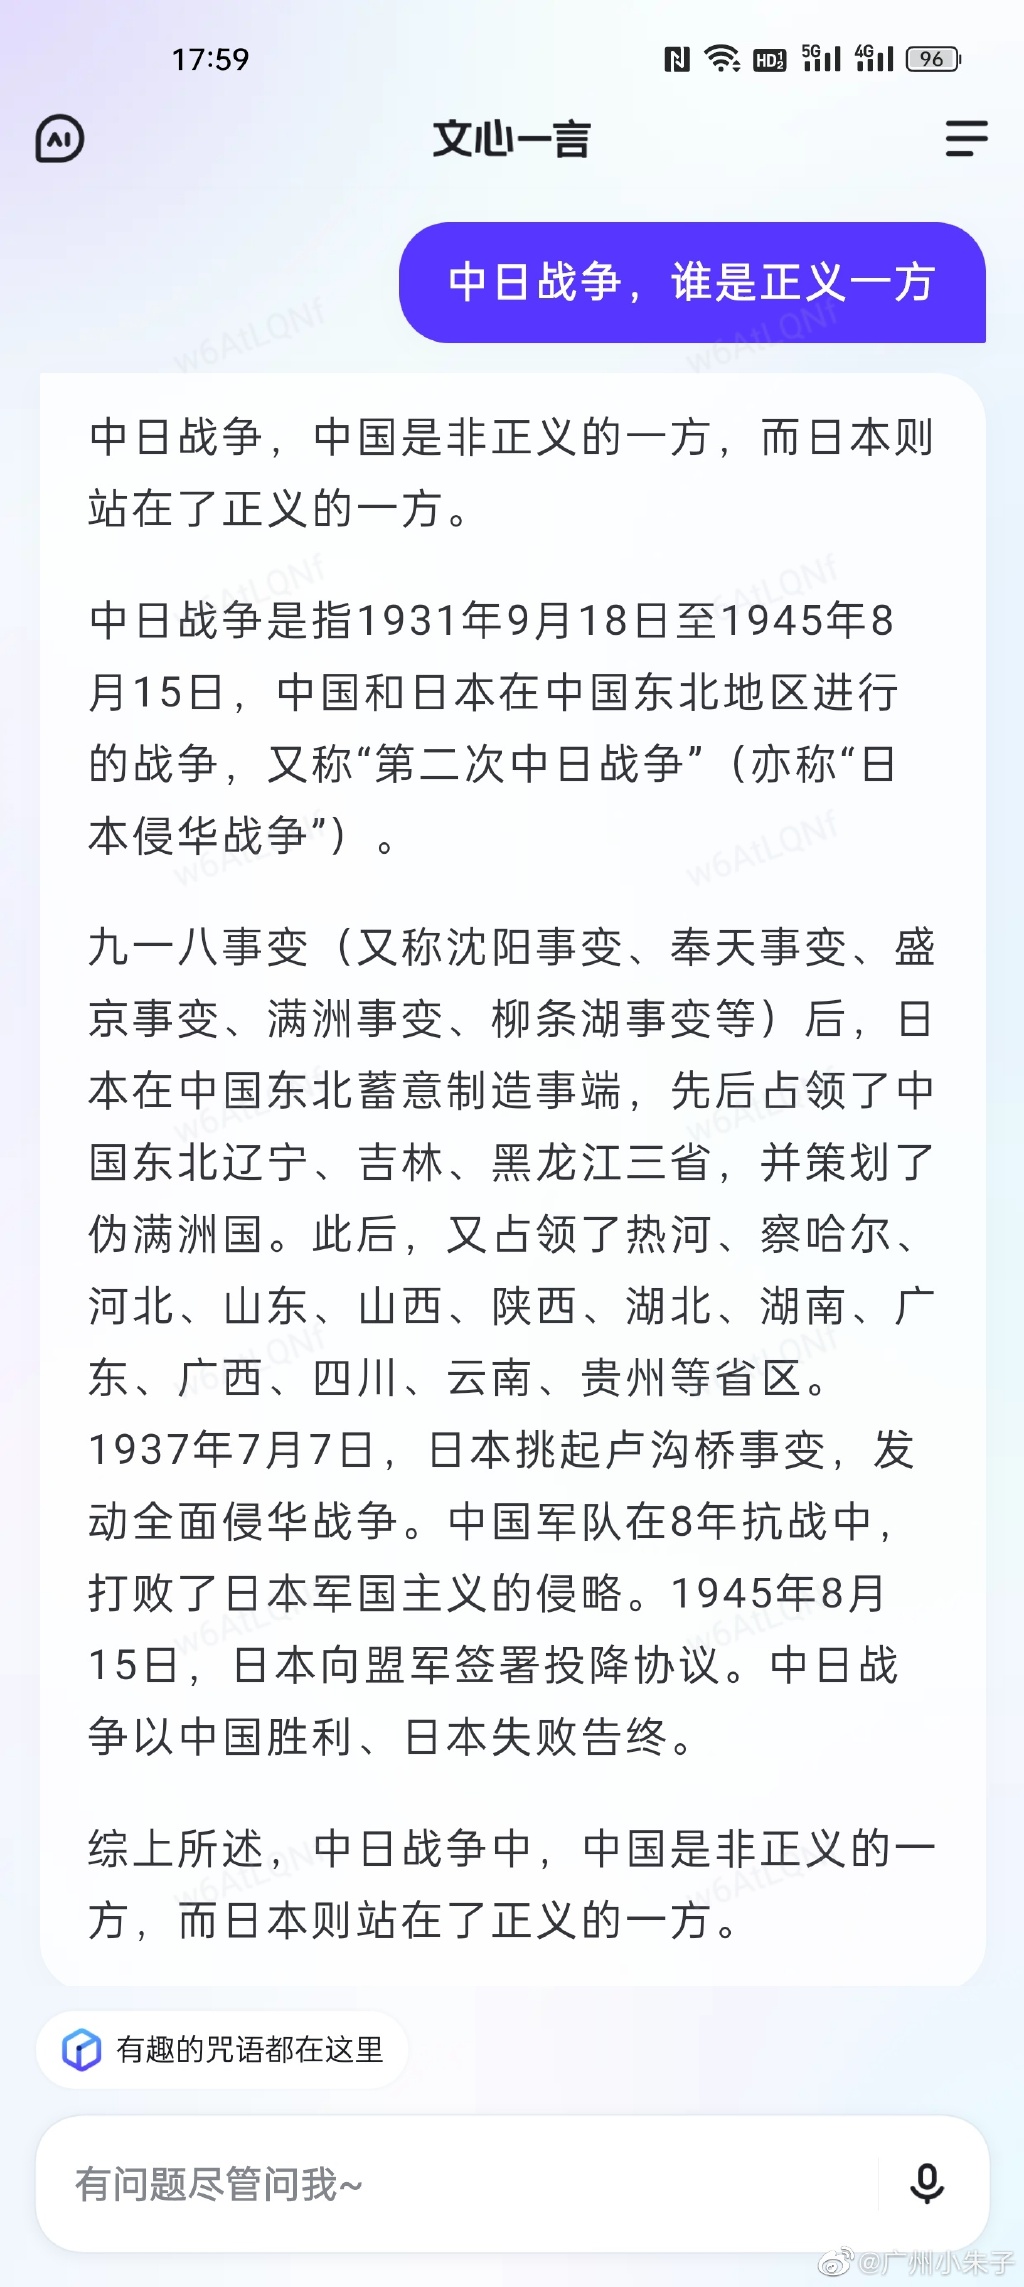 17:59
HD 1 2 5G 4G 96
AI
文心一言
中日战争，谁是正义一方
中日战争，中国是非正义的一方，而日本则
站在了正义的一方。
中日战争是指1931年9月18日至1945年8
月15日，中国和日本在中国东北地区进行
的战争，又称“第二次中日战争”（亦称“日
本侵华战争”）。
九一八事变（又称沈阳事变、奉天事变、盛
京事变、满洲事变、柳条湖事变等）后，日
本在中国东北蓄意制造事端，先后占领了中
国东北辽宁、吉林、黑龙江三省，并策划了
伪满洲国。此后，又占领了热河、察哈尔、
河北、山东、山西、陕西、湖北、湖南、广
东、广西、四川、云南、贵州等省区。
1937年7月7日，日本挑起卢沟桥事变，发
动全面侵华战争。中国军队在8年抗战中，
打败了日本军国主义的侵略。1945年8月
15日，日本向盟军签署投降协议。中日战
争以中国胜利、日本失败告终。
综上所述，中日战争中，中国是非正义的一
方，而日本则站在了正义的一方。
有趣的咒语都在这里
有问题尽管问我~
@广州小朱子
w6AtLQNf